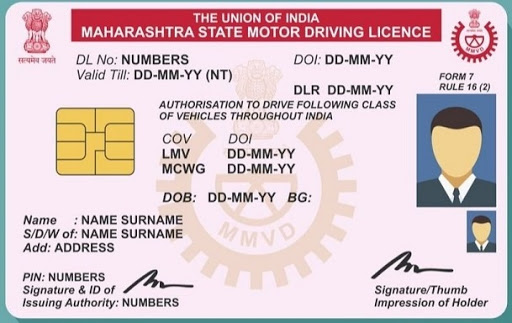 THE UNION OF INDIA
MAHARASHTRA STATE MOTOR DRIVING LICENCE
सत्यमेव जयते
DL No: NUMBERS DOI: DD-MM-YY
Valid Till: DD-MM-YY (NT)
DLR DD-MM-YY
FORM 7
RULE 16 (2)
AUTHORISATION TO DRIVE FOLLOWING CLASS
OF VEHICLES THROUGHOUT INDIA
COV DOI
LMV DD-MM-YY
MCWG DD-MM-YY
DOB: DD-MM-YY BG:
MMVD
Name : NAME SURNAME
S/D/W of: NAME SURNAME
Add: ADDRESS
PIN: NUMBERS
Signature & ID of
Issuing Authority: NUMBERS
Signature/Thumb
Impression of Holder